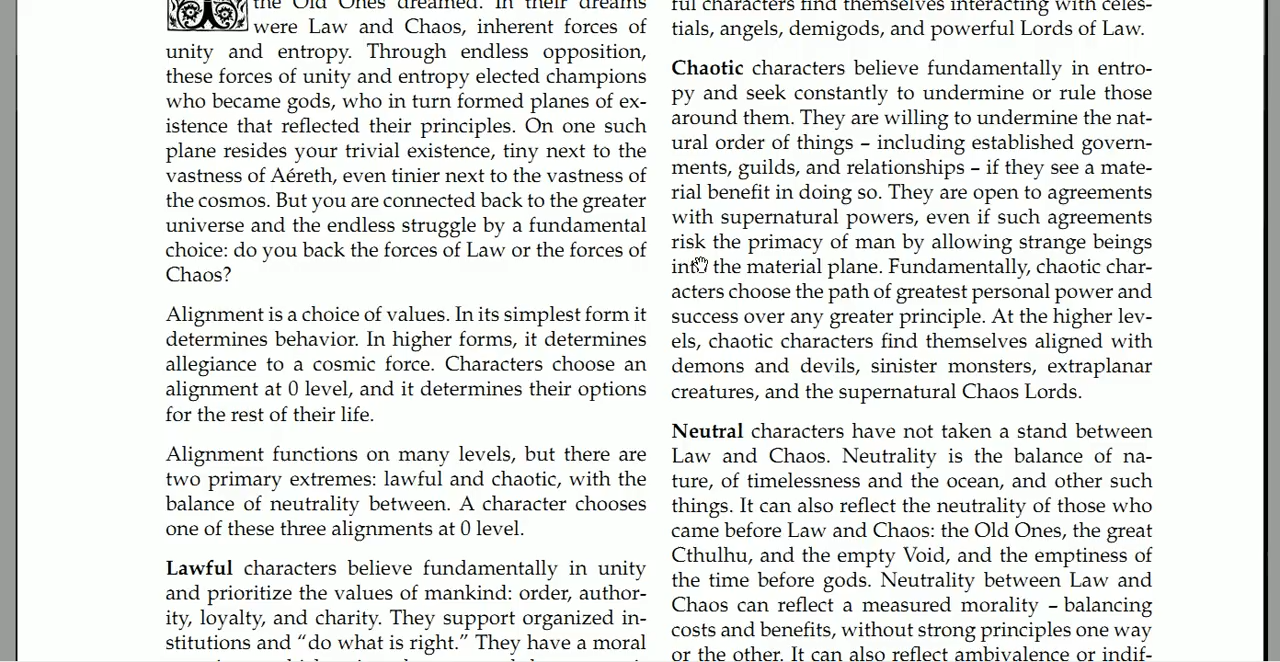 the Old Ones dreamed. In their dreams
were Law and Chaos, inherent forces of
unity and entropy. Through endless opposition,
these forces of unity and entropy elected champions
who became gods, who in turn formed planes of ex-
istence that reflected their principles. On one such
plane resides your trivial existence, tiny next to the
vastness of Aéreth, even tinier next to the vastness of
the cosmos. But you are connected back to the greater
universe and the endless struggle by a fundamental
choice: do you back the forces of Law or the forces of
Chaos?
Alignment is a choice of values. In its simplest form it
determines behavior. In higher forms, it determines
allegiance to a cosmic force. Characters choose an
alignment at 0 level, and it determines their options
for the rest of their life.
Alignment functions on many levels, but there are
two primary extremes: lawful and chaotic, with the
balance of neutrality between. A character chooses
one of these three alignments at 0 level.
Lawful characters believe fundamentally in unity
and prioritize the values of mankind: order, author-
ity, loyalty, and charity. They support organized in-
stitutions and “do what is right.” They have a moral
ful characters find themselves interacting with celes-
tials, angels, demigods, and powerful Lords of Law.
Chaotic characters believe fundamentally in entro-
py and seek constantly to undermine or rule those
around them. They are willing to undermine the nat-
ural order of things – including established govern-
ments, guilds, and relationships – if they see a mate-
rial benefit in doing so. They are open to agreements
with supernatural powers, even if such agreements
risk the primacy of man by allowing strange beings
into the material plane. Fundamentally, chaotic char-
acters choose the path of greatest personal power and
success over any greater principle. At the higher lev-
els, chaotic characters find themselves aligned with
demons and devils, sinister monsters, extraplanar
creatures, and the supernatural Chaos Lords.
Neutral characters have not taken a stand between
Law and Chaos. Neutrality is the balance of na-
ture, of timelessness and the ocean, and other such
things. It can also reflect the neutrality of those who
came before Law and Chaos: the Old Ones, the great
Cthulhu, and the empty Void, and the emptiness of
the time before gods. Neutrality between Law and
Chaos can reflect a measured morality – balancing
costs and benefits, without strong principles one way
or the other. It can also reflect ambivalence or indif-